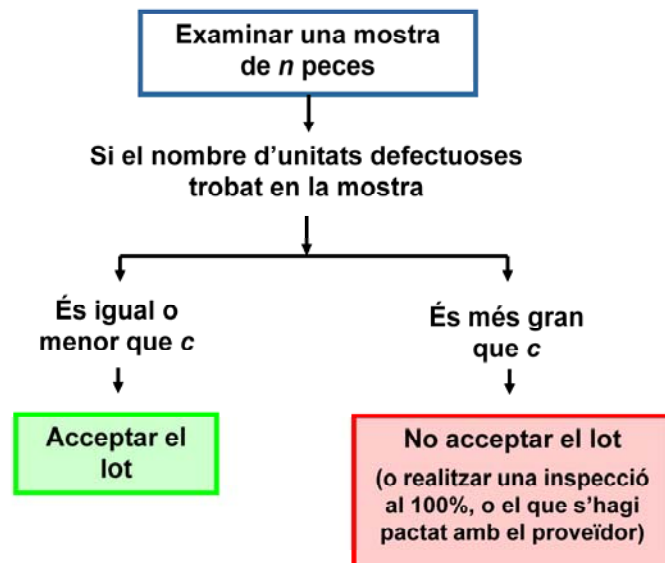 Examinar una mostra
de n peces
Si el nombre d'unitats defectuoses
trobat en la mostra
És igual o
menor que c
És més gran
que c
Acceptar el
lot
No acceptar el lot
(o realitzar una inspecció
al 100%, o el que s'hagi
pactat amb el proveïdor)